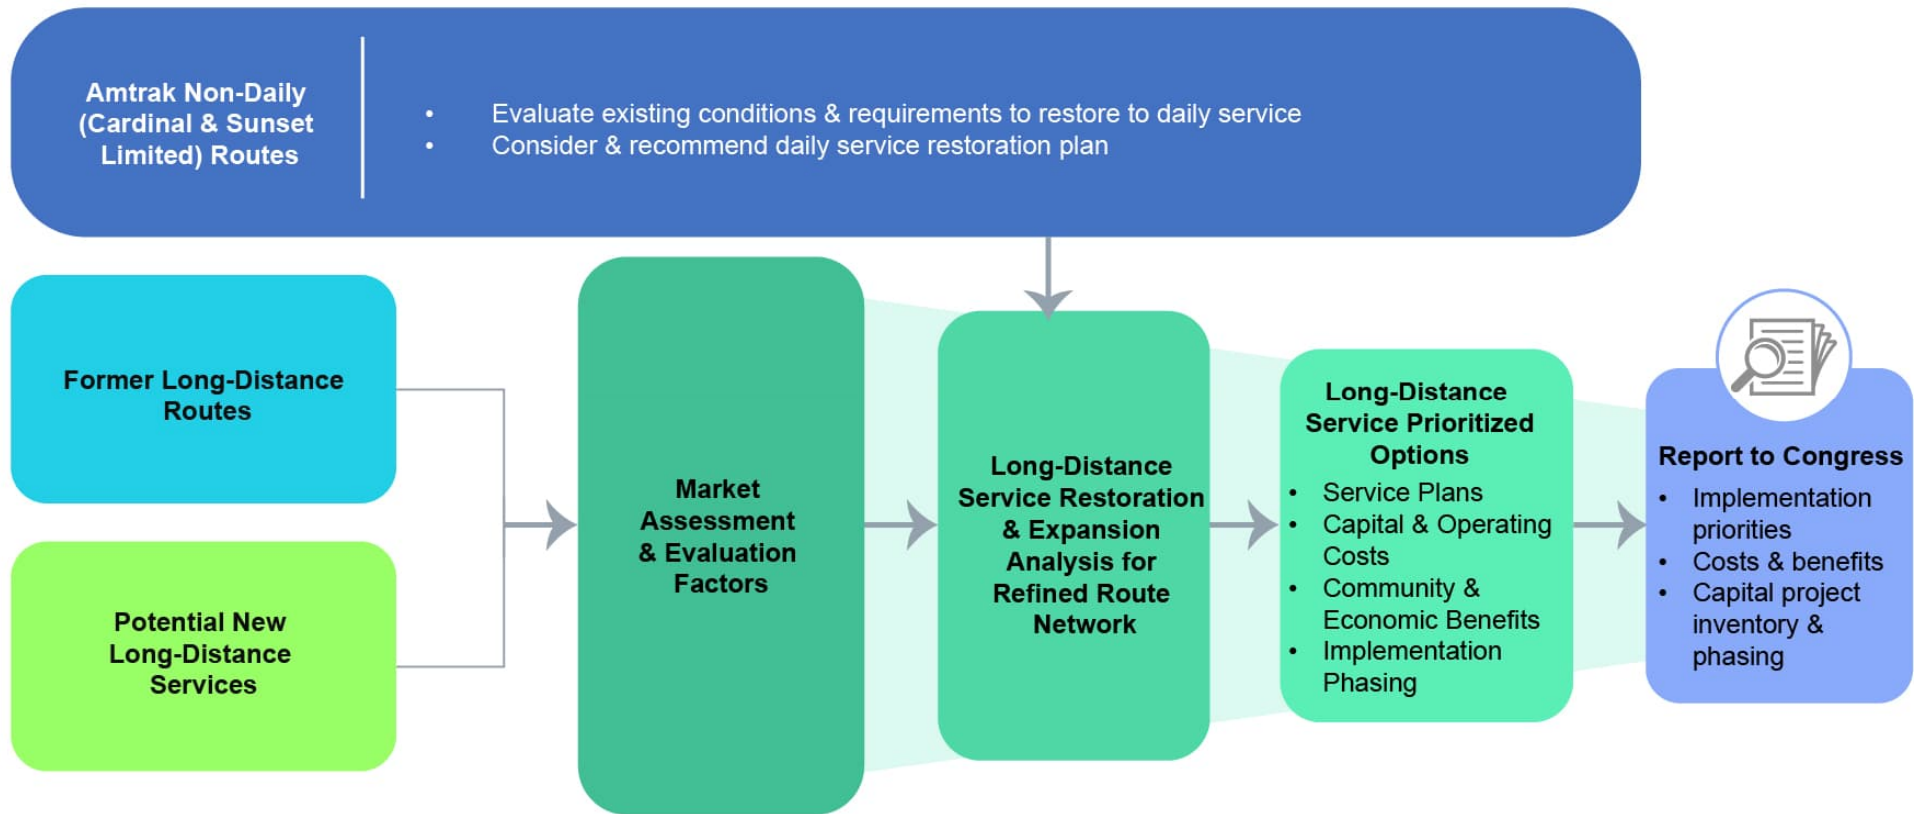 Amtrak Non-Daily
(Cardinal & Sunset
Limited) Routes
• Evaluate existing conditions & requirements to restore to daily service
• Consider & recommend daily service restoration plan
Former Long-Distance
Routes
Potential New
Long-Distance
Services
Market
Assessment
& Evaluation
Factors
Long-Distance
Service Restoration
& Expansion
Analysis for
Refined Route
Network
Long-Distance
Service Prioritized
Options
• Service Plans
• Capital & Operating
Costs
• Community &
Economic Benefits
• Implementation
Phasing
Report to Congress
• Implementation
priorities
• Costs & benefits
• Capital project
inventory &
phasing